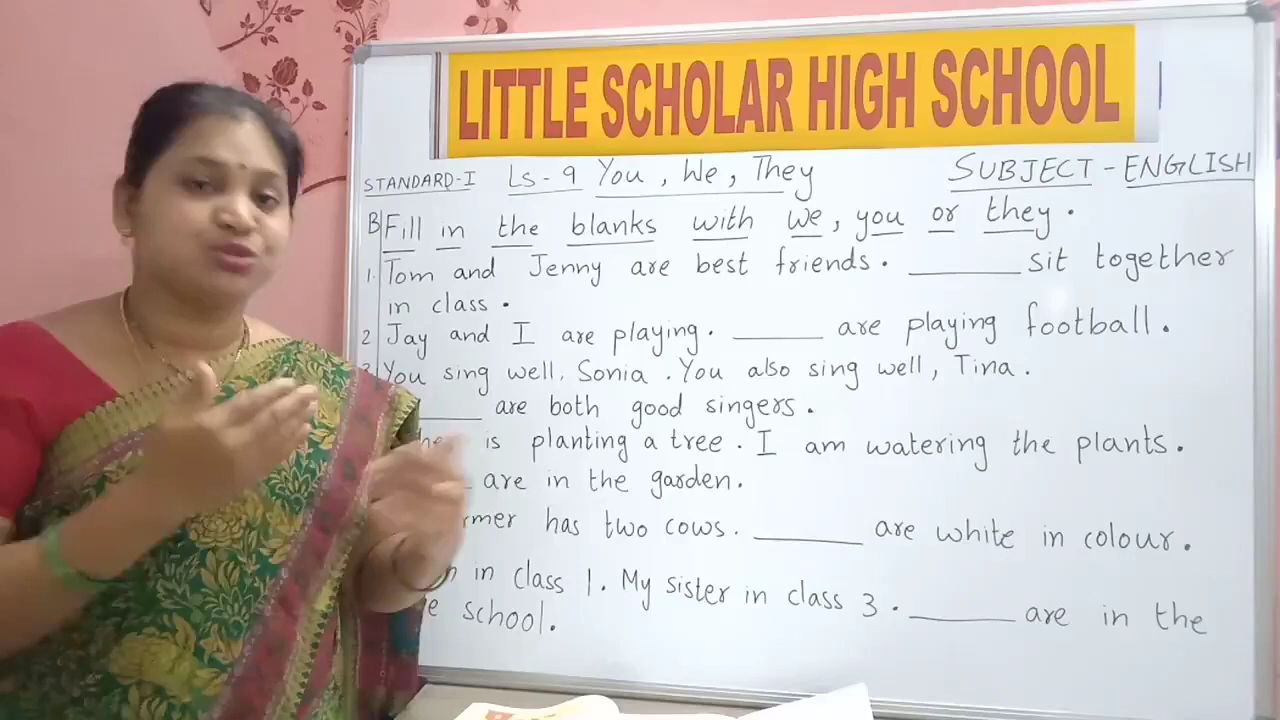 LITTLE SCHOLAR HIGH SCHOOL
STANDARD-I Ls-9 You, We, They SUBJECT-ENGLISH
B Fill in the blanks with we, you or they.
1. Tom and Jenny are best friends. ______ sit together
in class.
2 Jay and I are playing. ______ are playing football.
You sing well, Sonia. You also sing well, Tina.
______ are both good singers.
is planting a tree. I am watering the plants.
are in the garden.
has two cows. ______ are white in colour.
in class 1. My sister in class 3. ______ are in the
school.